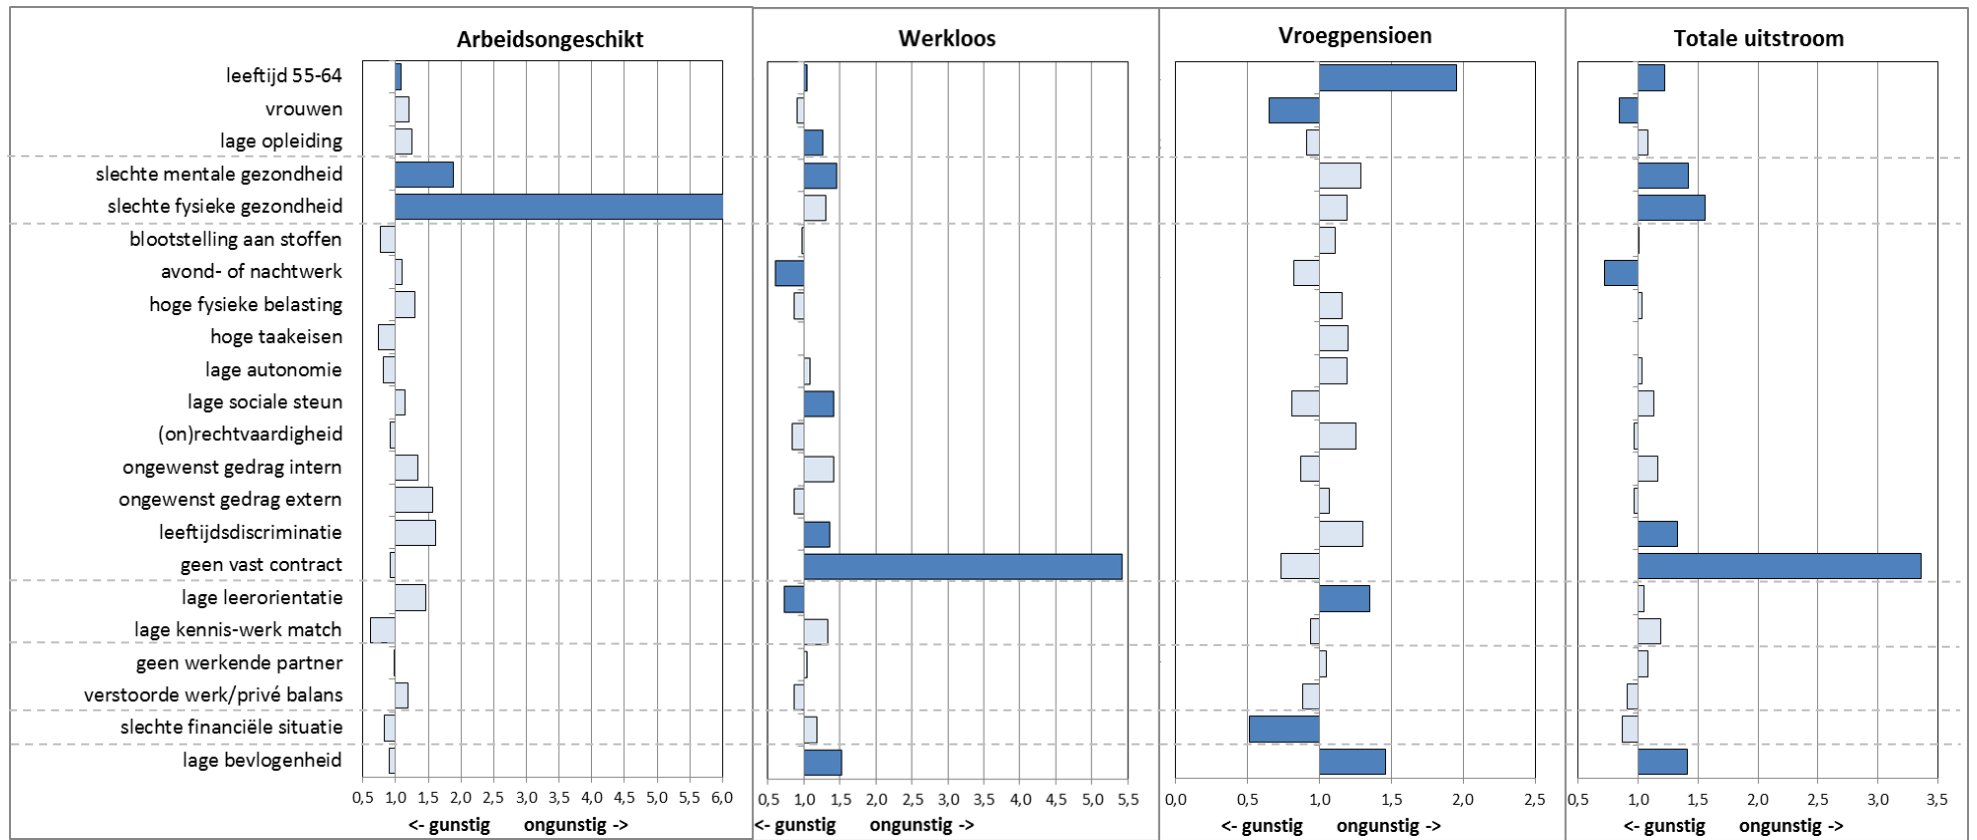 Arbeidsongeschikt
Werkloos
Vroegpensioen
Totale uitstroom
leeftijd 55-64
vrouwen
lage opleiding
slechte mentale gezondheid
slechte fysieke gezondheid
blootstelling aan stoffen
avond- of nachtwerk
hoge fysieke belasting
hoge taakeisen
lage autonomie
lage sociale steun
(on)rechtvaardigheid
ongewenst gedrag intern
ongewenst gedrag extern
leeftijdsdiscriminatie
geen vast contract
lage leerorientatie
lage kennis-werk match
geen werkende partner
verstoorde werk/privé balans
slechte financiële situatie
lage bevlogenheid
0,5 1,0 1,5 2,0 2,5 3,0 3,5 4,0 4,5 5,0 5,5 6,0
<- gunstig ongunstig ->
0,5 1,0 1,5 2,0 2,5 3,0 3,5 4,0 4,5 5,0 5,5
<- gunstig ongunstig ->
0,0 0,5 1,0 1,5 2,0 2,5
<- gunstig ongunstig ->
0,5 1,0 1,5 2,0 2,5 3,0 3,5
<- gunstig ongunstig ->